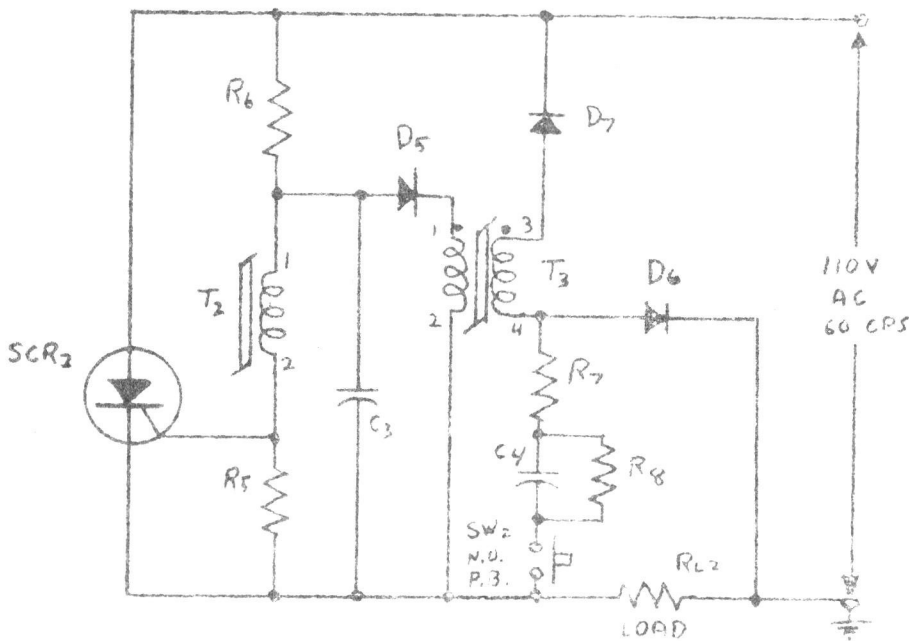 R6
D5
D7
1
3
1
T2
T3
D6
110V
AC
60 CPS
2
4
2
SCR2
R7
C3
C4
R8
R5
SW2
N.O.
P.B.
RL2
LOAD